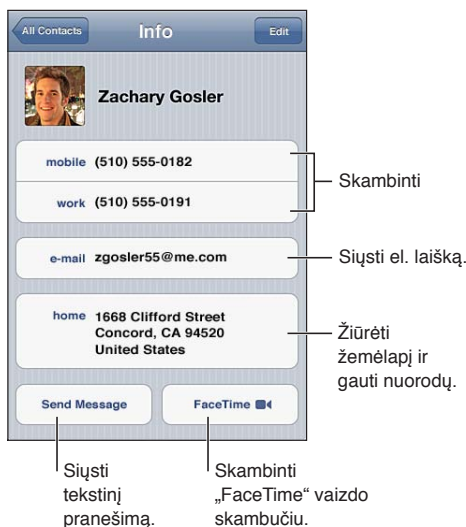 All Contacts
Info
Edit
Zachary Gosler
mobile (510) 555-0182
work (510) 555-0191
Skambinti
e-mail zgosler55@me.com
Siųsti el. laišką.
home 1668 Clifford Street
Concord, CA 94520
United States
Žiūrėti
žemėlapį ir
gauti nuorodų.
Send Message
FaceTime
Siųsti
tekstinį
pranešimą.
Skambinti
„FaceTime“ vaizdo
skambučiu.